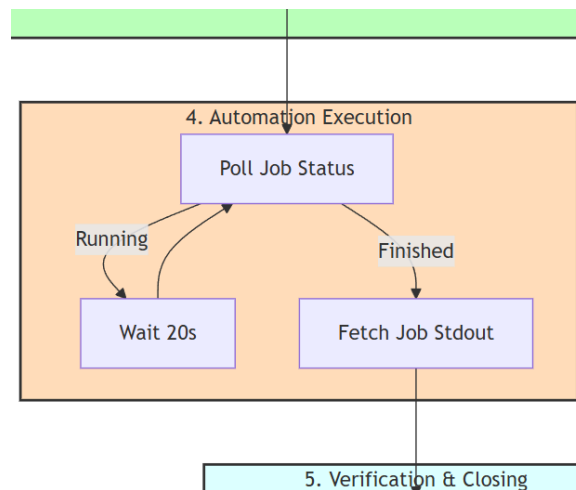 4. Automation Execution
Poll Job Status
Running
Finished
Wait 20s
Fetch Job Stdout
5. Verification & Closing